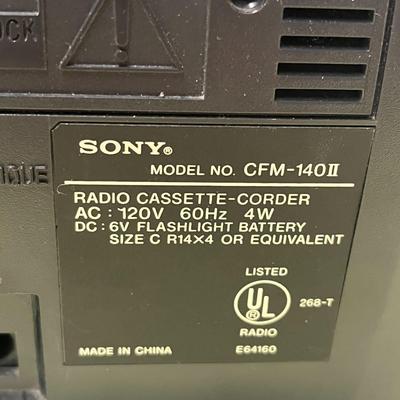 SONY®
MODEL NO. CFM-140II
RADIO CASSETTE-CORDER
AC : 120V 60Hz 4W
DC : 6V FLASHLIGHT BATTERY
SIZE C R14×4 OR EQUIVALENT
LISTED
UL®
268-T
RADIO
MADE IN CHINA
E64160